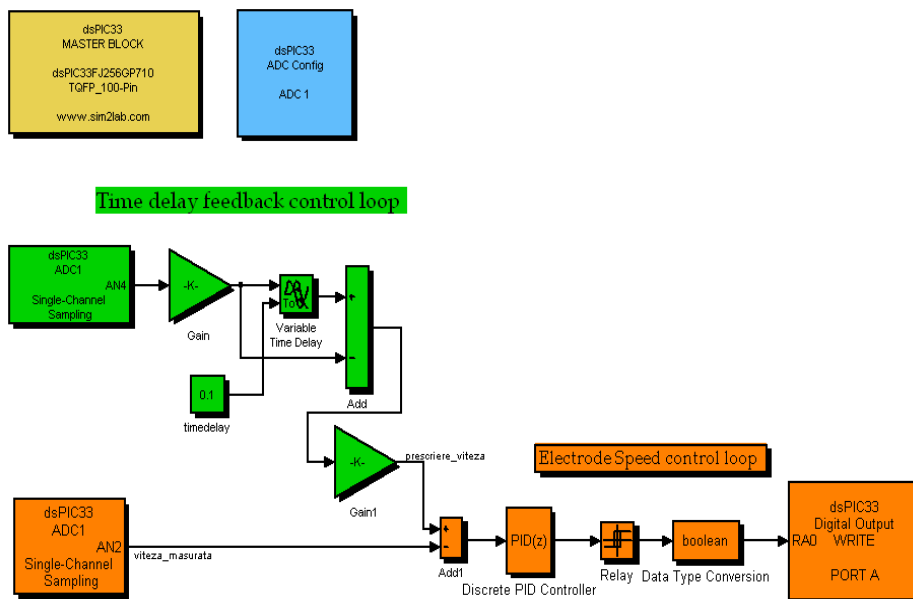 dsPIC33
MASTER BLOCK
dsPIC33FJ256GP710
TQFP_100-Pin
www.sim2lab.com
dsPIC33
ADC Config
ADC 1
Time delay feedback control loop
dsPIC33
ADC1
AN4
Single-Channel
Sampling
-K-
Gain
To
Variable
Time Delay
+
-
Add
0.1
timedelay
-K-
Gain1
prescriere_viteza
Electrode Speed control loop
dsPIC33
ADC1
AN2
Single-Channel
Sampling
viteza_masurata
+
-
Add1
PID(z)
Discrete PID Controller
Relay
boolean
Data Type Conversion
dsPIC33
Digital Output
WRITE
RA0
PORT A